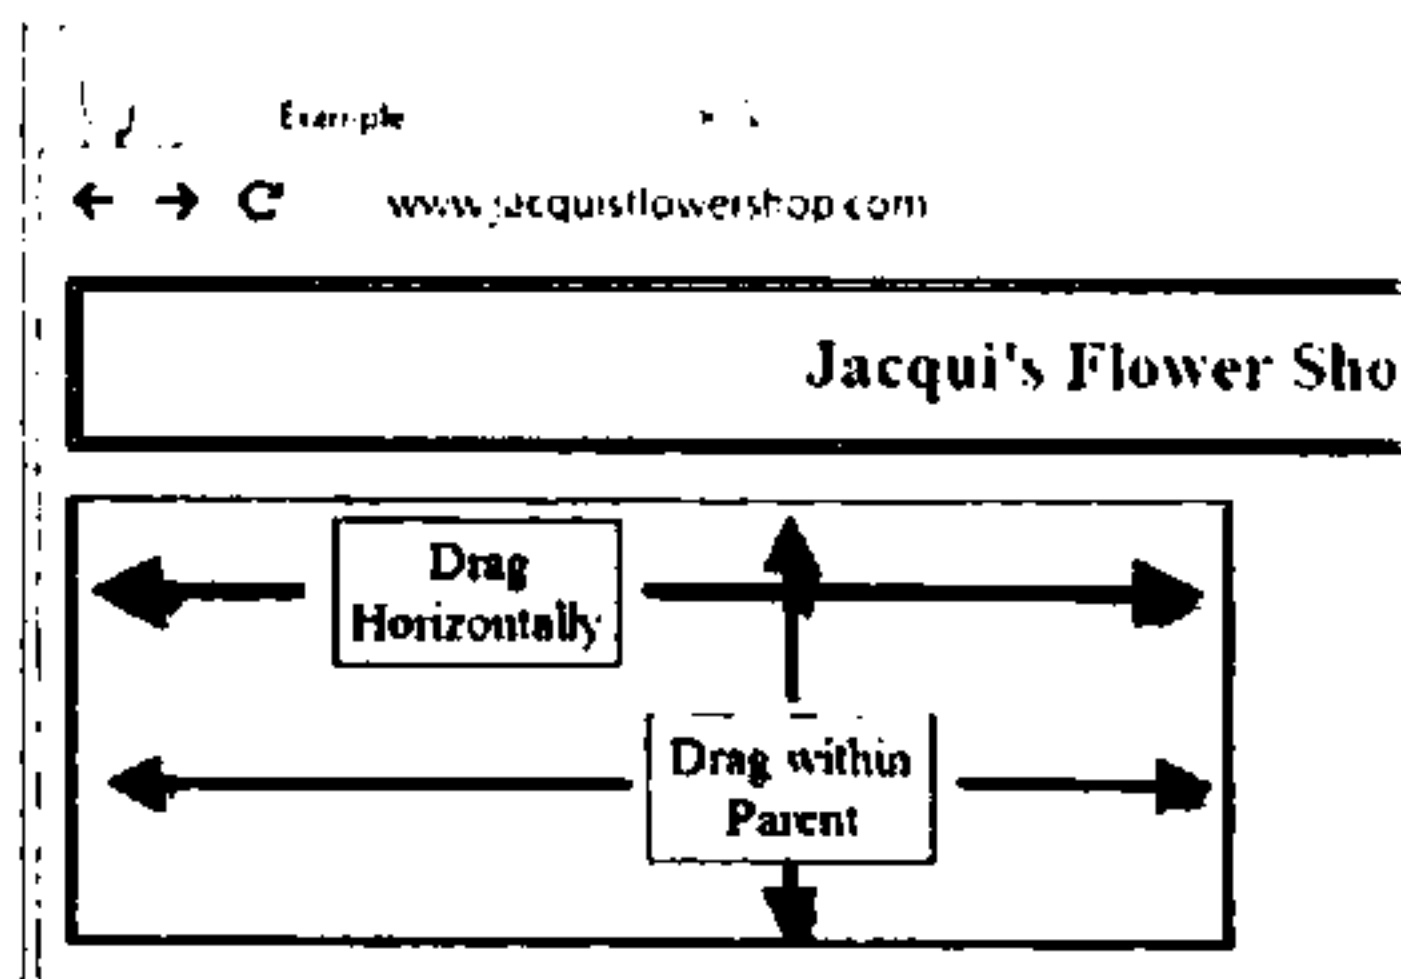 Example
www.jacquisflowershop.com
Jacqui's Flower Sho
Drag
Horizontally
Drag within
Parent